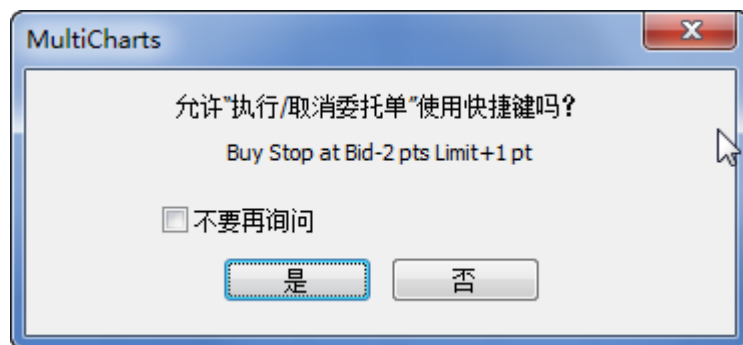 MultiCharts
允许"执行/取消委托单"使用快捷键吗?
Buy Stop at Bid-2 pts Limit+1 pt
不要再询问
是 否